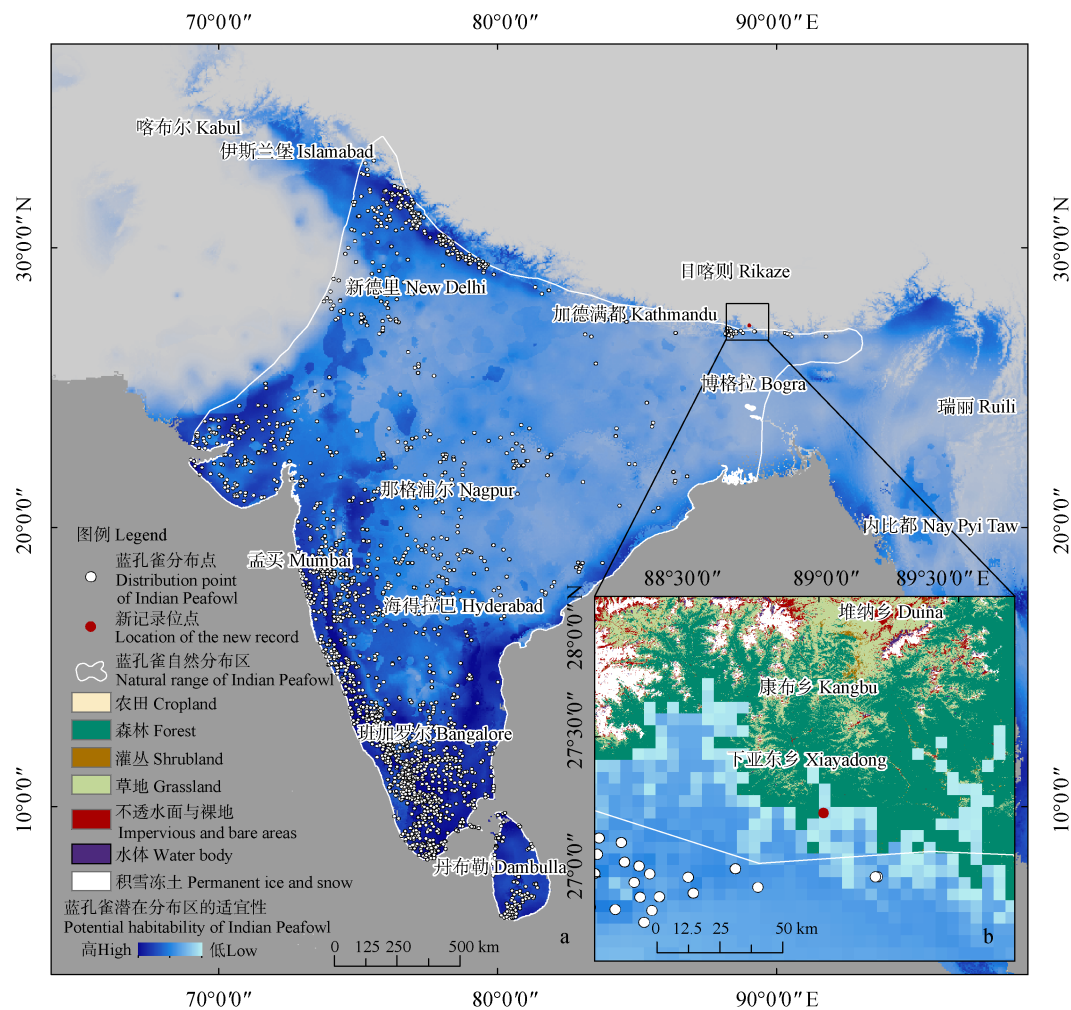 70°0′0″
80°0′0″
90°0′0″E
30°0′0″N
30°0′0″N
喀布尔 Kabul
伊斯兰堡 Islamabad
日喀则 Rikaze
新德里 New Delhi
加德满都 Kathmandu
博格拉 Bogra
瑞丽 Ruili
那格浦尔 Nagpur
20°0′0″
20°0′0″
内比都 Nay Pyi Taw
孟买 Mumbai
海得拉巴 Hyderabad
班加罗尔 Bangalore
丹布勒 Dambulla
10°0′0″
10°0′0″
图例 Legend
蓝孔雀分布点
Distribution point
of Indian Peafowl
新记录位点
Location of the new record
蓝孔雀自然分布区
Natural range of Indian Peafowl
农田 Cropland
森林 Forest
灌丛 Shrubland
草地 Grassland
不透水面与裸地
Impervious and bare areas
水体 Water body
积雪冻土 Permanent ice and snow
蓝孔雀潜在分布区的适宜性
Potential habitability of Indian Peafowl
高High
低Low
0 125 250 500 km
a
88°30′0″
89°0′0″
89°30′0″E
28°0′0″N
27°30′0″
27°0′0″
堆纳乡 Duina
康布乡 Kangbu
下亚东乡 Xiayadong
0 12.5 25 50 km
b
70°0′0″
80°0′0″
90°0′0″E